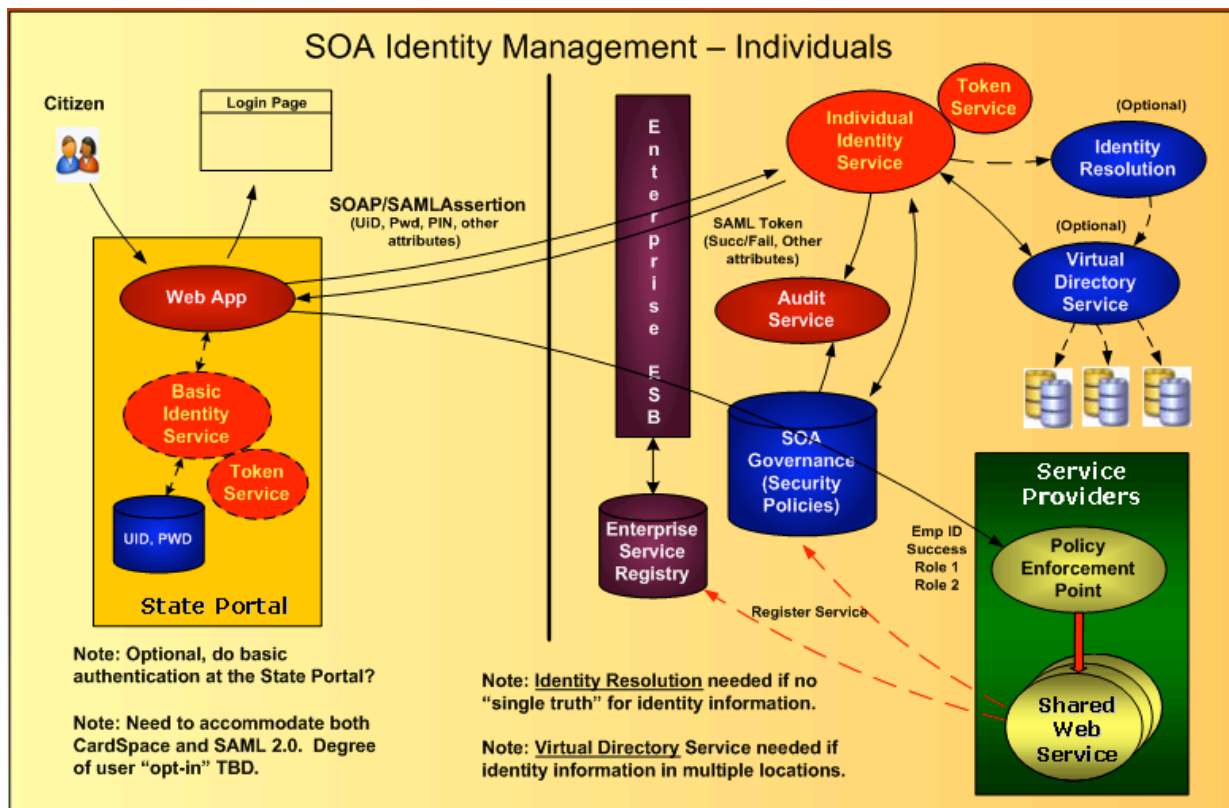 SOA Identity Management – Individuals
Citizen
Login Page
SOAP/SAMLAssertion
(UiD, Pwd, PIN, other
attributes)
Web App
Basic
Identity
Service
Token
Service
UID, PWD
State Portal
Note: Optional, do basic
authentication at the State Portal?
Note: Need to accommodate both
CardSpace and SAML 2.0. Degree
of user “opt-in” TBD.
Enterprise ESB
Enterprise
Service
Registry
Individual
Identity
Service
Token
Service
SAML Token
(Succ/Fail, Other
attributes)
Audit
Service
SOA
Governance
(Security
Policies)
(Optional)
Identity
Resolution
(Optional)
Virtual
Directory
Service
Service
Providers
Emp ID
Success
Role 1
Role 2
Policy
Enforcement
Point
Register Service
Shared
Web
Service
Note: Identity Resolution needed if no
“single truth” for identity information.
Note: Virtual Directory Service needed if
identity information in multiple locations.